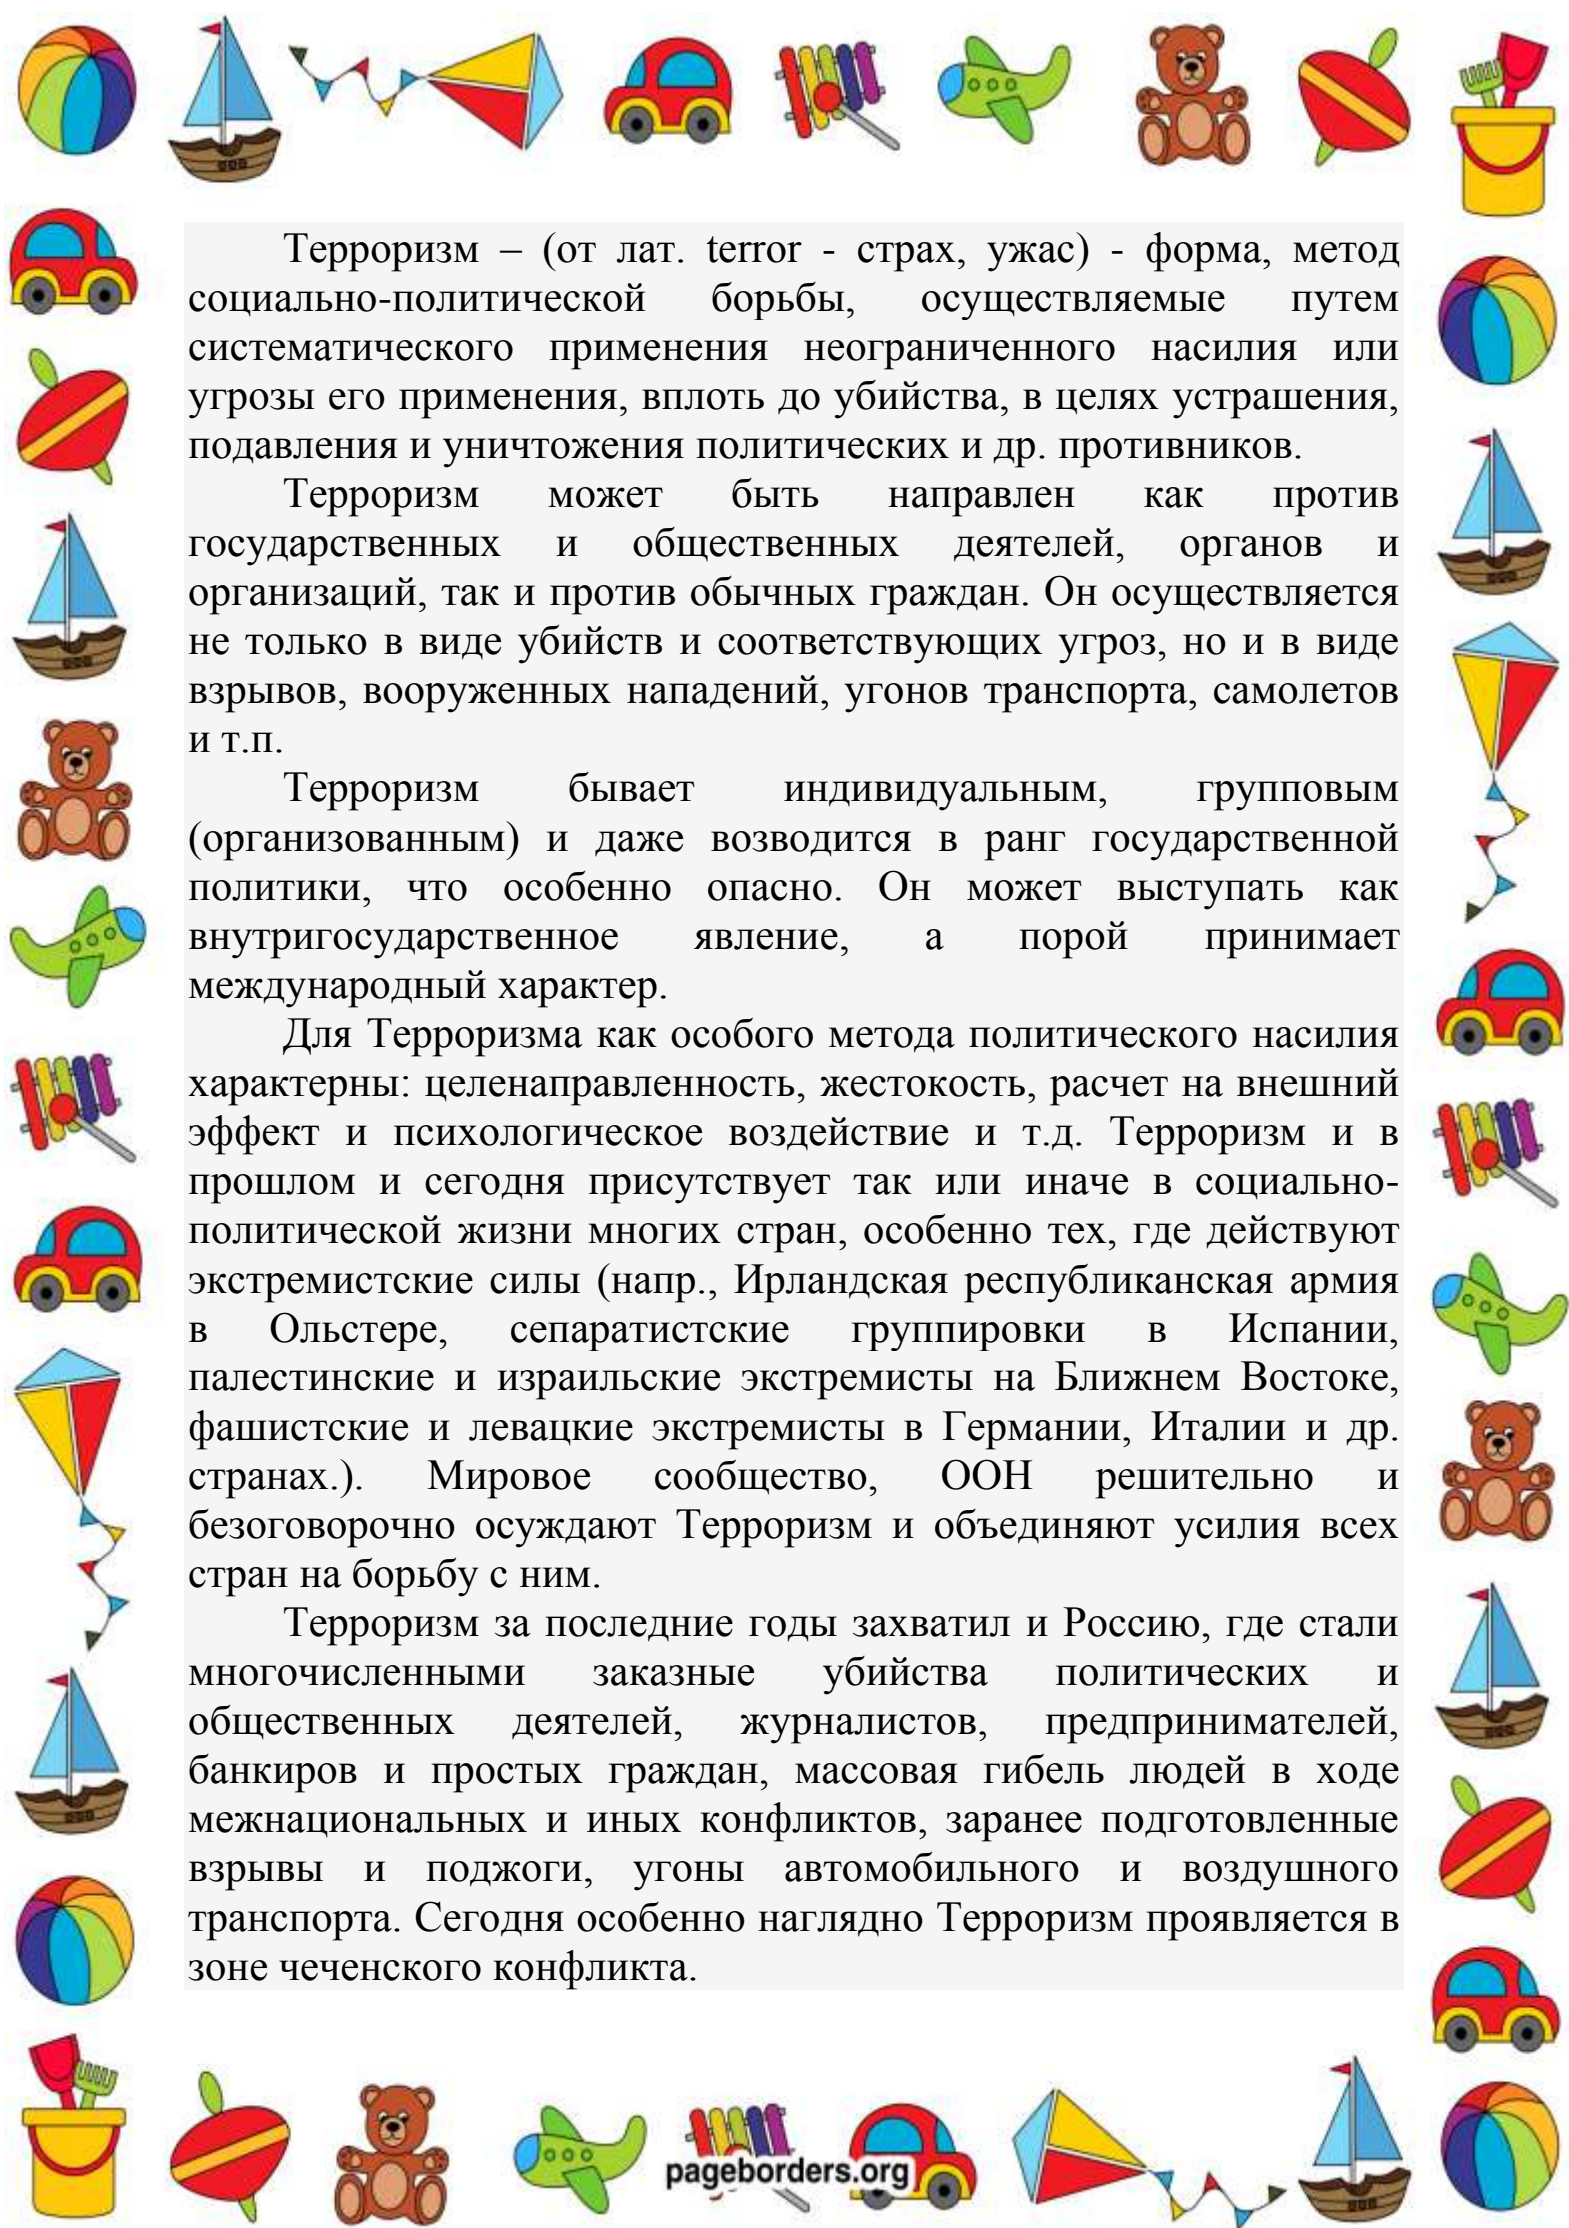 Терроризм – (от лат. terror - страх, ужас) - форма, метод
социально-политической борьбы, осуществляемые путем
систематического применения неограниченного насилия или
угрозы его применения, вплоть до убийства, в целях устрашения,
подавления и уничтожения политических и др. противников.
Терроризм может быть направлен как против
государственных и общественных деятелей, органов и
организаций, так и против обычных граждан. Он осуществляется
не только в виде убийств и соответствующих угроз, но и в виде
взрывов, вооруженных нападений, угонов транспорта, самолетов
и т.п.
Терроризм бывает индивидуальным, групповым
(организованным) и даже возводится в ранг государственной
политики, что особенно опасно. Он может выступать как
внутригосударственное явление, а порой принимает
международный характер.
Для Терроризма как особого метода политического насилия
характерны: целенаправленность, жестокость, расчет на внешний
эффект и психологическое воздействие и т.д. Терроризм и в
прошлом и сегодня присутствует так или иначе в социально-
политической жизни многих стран, особенно тех, где действуют
экстремистские силы (напр., Ирландская республиканская армия
в Ольстере, сепаратистские группировки в Испании,
палестинские и израильские экстремисты на Ближнем Востоке,
фашистские и левацкие экстремисты в Германии, Италии и др.
странах.). Мировое сообщество, ООН решительно и
безоговорочно осуждают Терроризм и объединяют усилия всех
стран на борьбу с ним.
Терроризм за последние годы захватил и Россию, где стали
многочисленными заказные убийства политических и
общественных деятелей, журналистов, предпринимателей,
банкиров и простых граждан, массовая гибель людей в ходе
межнациональных и иных конфликтов, заранее подготовленные
взрывы и поджоги, угоны автомобильного и воздушного
транспорта. Сегодня особенно наглядно Терроризм проявляется в
зоне чеченского конфликта.
pageborders.org